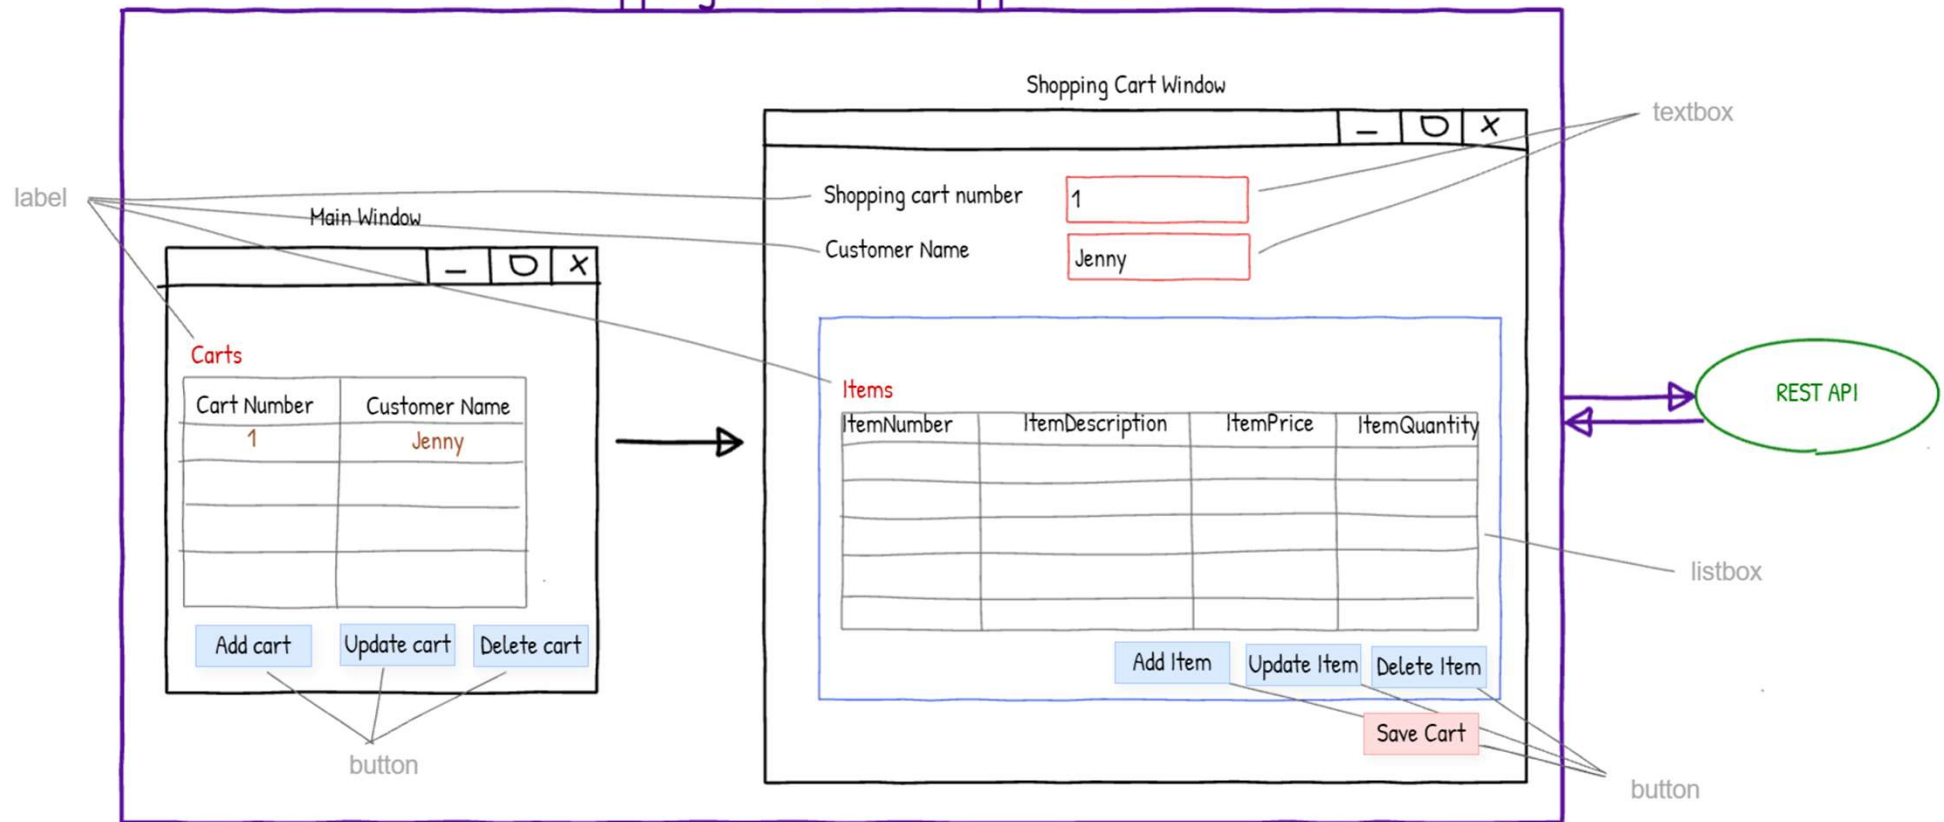 Shopping Cart Window
textbox
label
Main Window
Shopping cart number
1
Customer Name
Jenny
Carts
Cart Number
Customer Name
1
Jenny
Items
ItemNumber
ItemDescription
ItemPrice
ItemQuantity
REST API
listbox
Add cart
Update cart
Delete cart
Add Item
Update Item
Delete Item
Save Cart
button
button